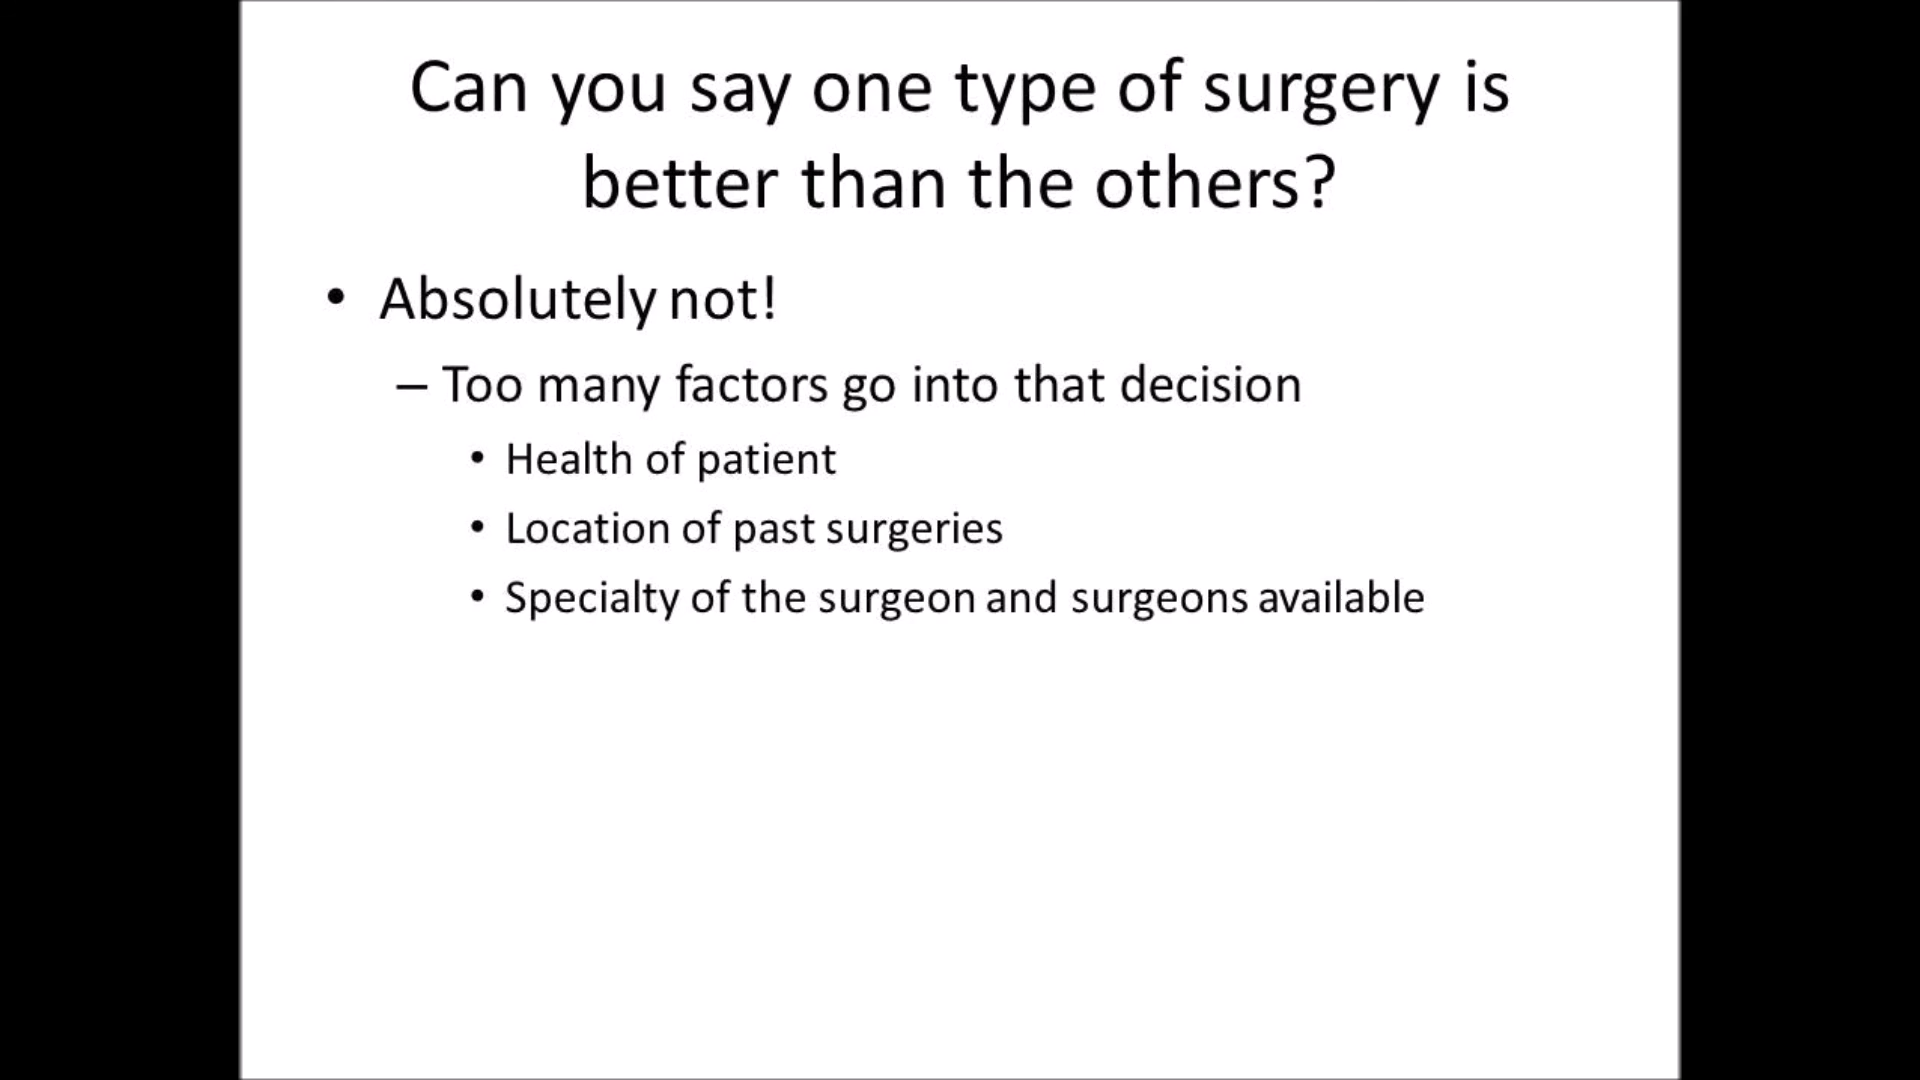 Can you say one type of surgery is
better than the others?
• Absolutely not!
– Too many factors go into that decision
• Health of patient
• Location of past surgeries
• Specialty of the surgeon and surgeons available